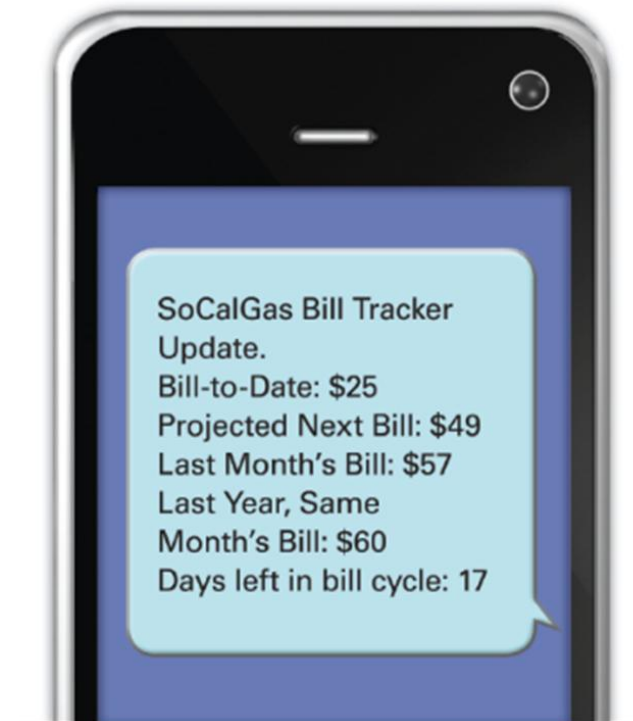 SoCalGas Bill Tracker
Update.
Bill-to-Date: $25
Projected Next Bill: $49
Last Month’s Bill: $57
Last Year, Same
Month’s Bill: $60
Days left in bill cycle: 17